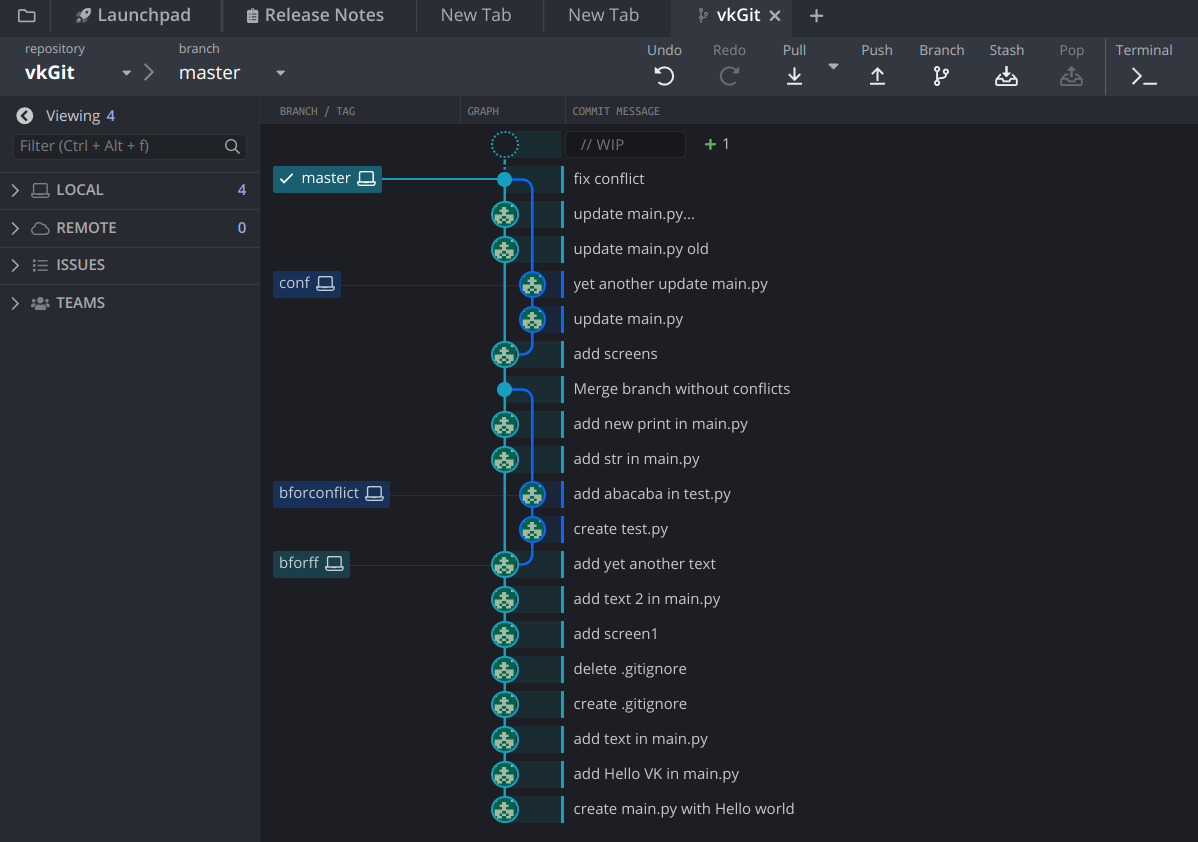 Launchpad
Release Notes
New Tab
New Tab
vkGit
repository
vkGit
branch
master
Undo
Redo
Pull
Push
Branch
Stash
Pop
Terminal
Viewing 4
Filter (Ctrl + Alt + f)
LOCAL 4
REMOTE 0
ISSUES
TEAMS
BRANCH / TAG
GRAPH
COMMIT MESSAGE
// WIP
+ 1
master
fix conflict
update main.py...
update main.py old
conf
yet another update main.py
update main.py
add screens
Merge branch without conflicts
add new print in main.py
add str in main.py
bforconflict
add abacaba in test.py
create test.py
bforff
add yet another text
add text 2 in main.py
add screen1
delete .gitignore
create .gitignore
add text in main.py
add Hello VK in main.py
create main.py with Hello world